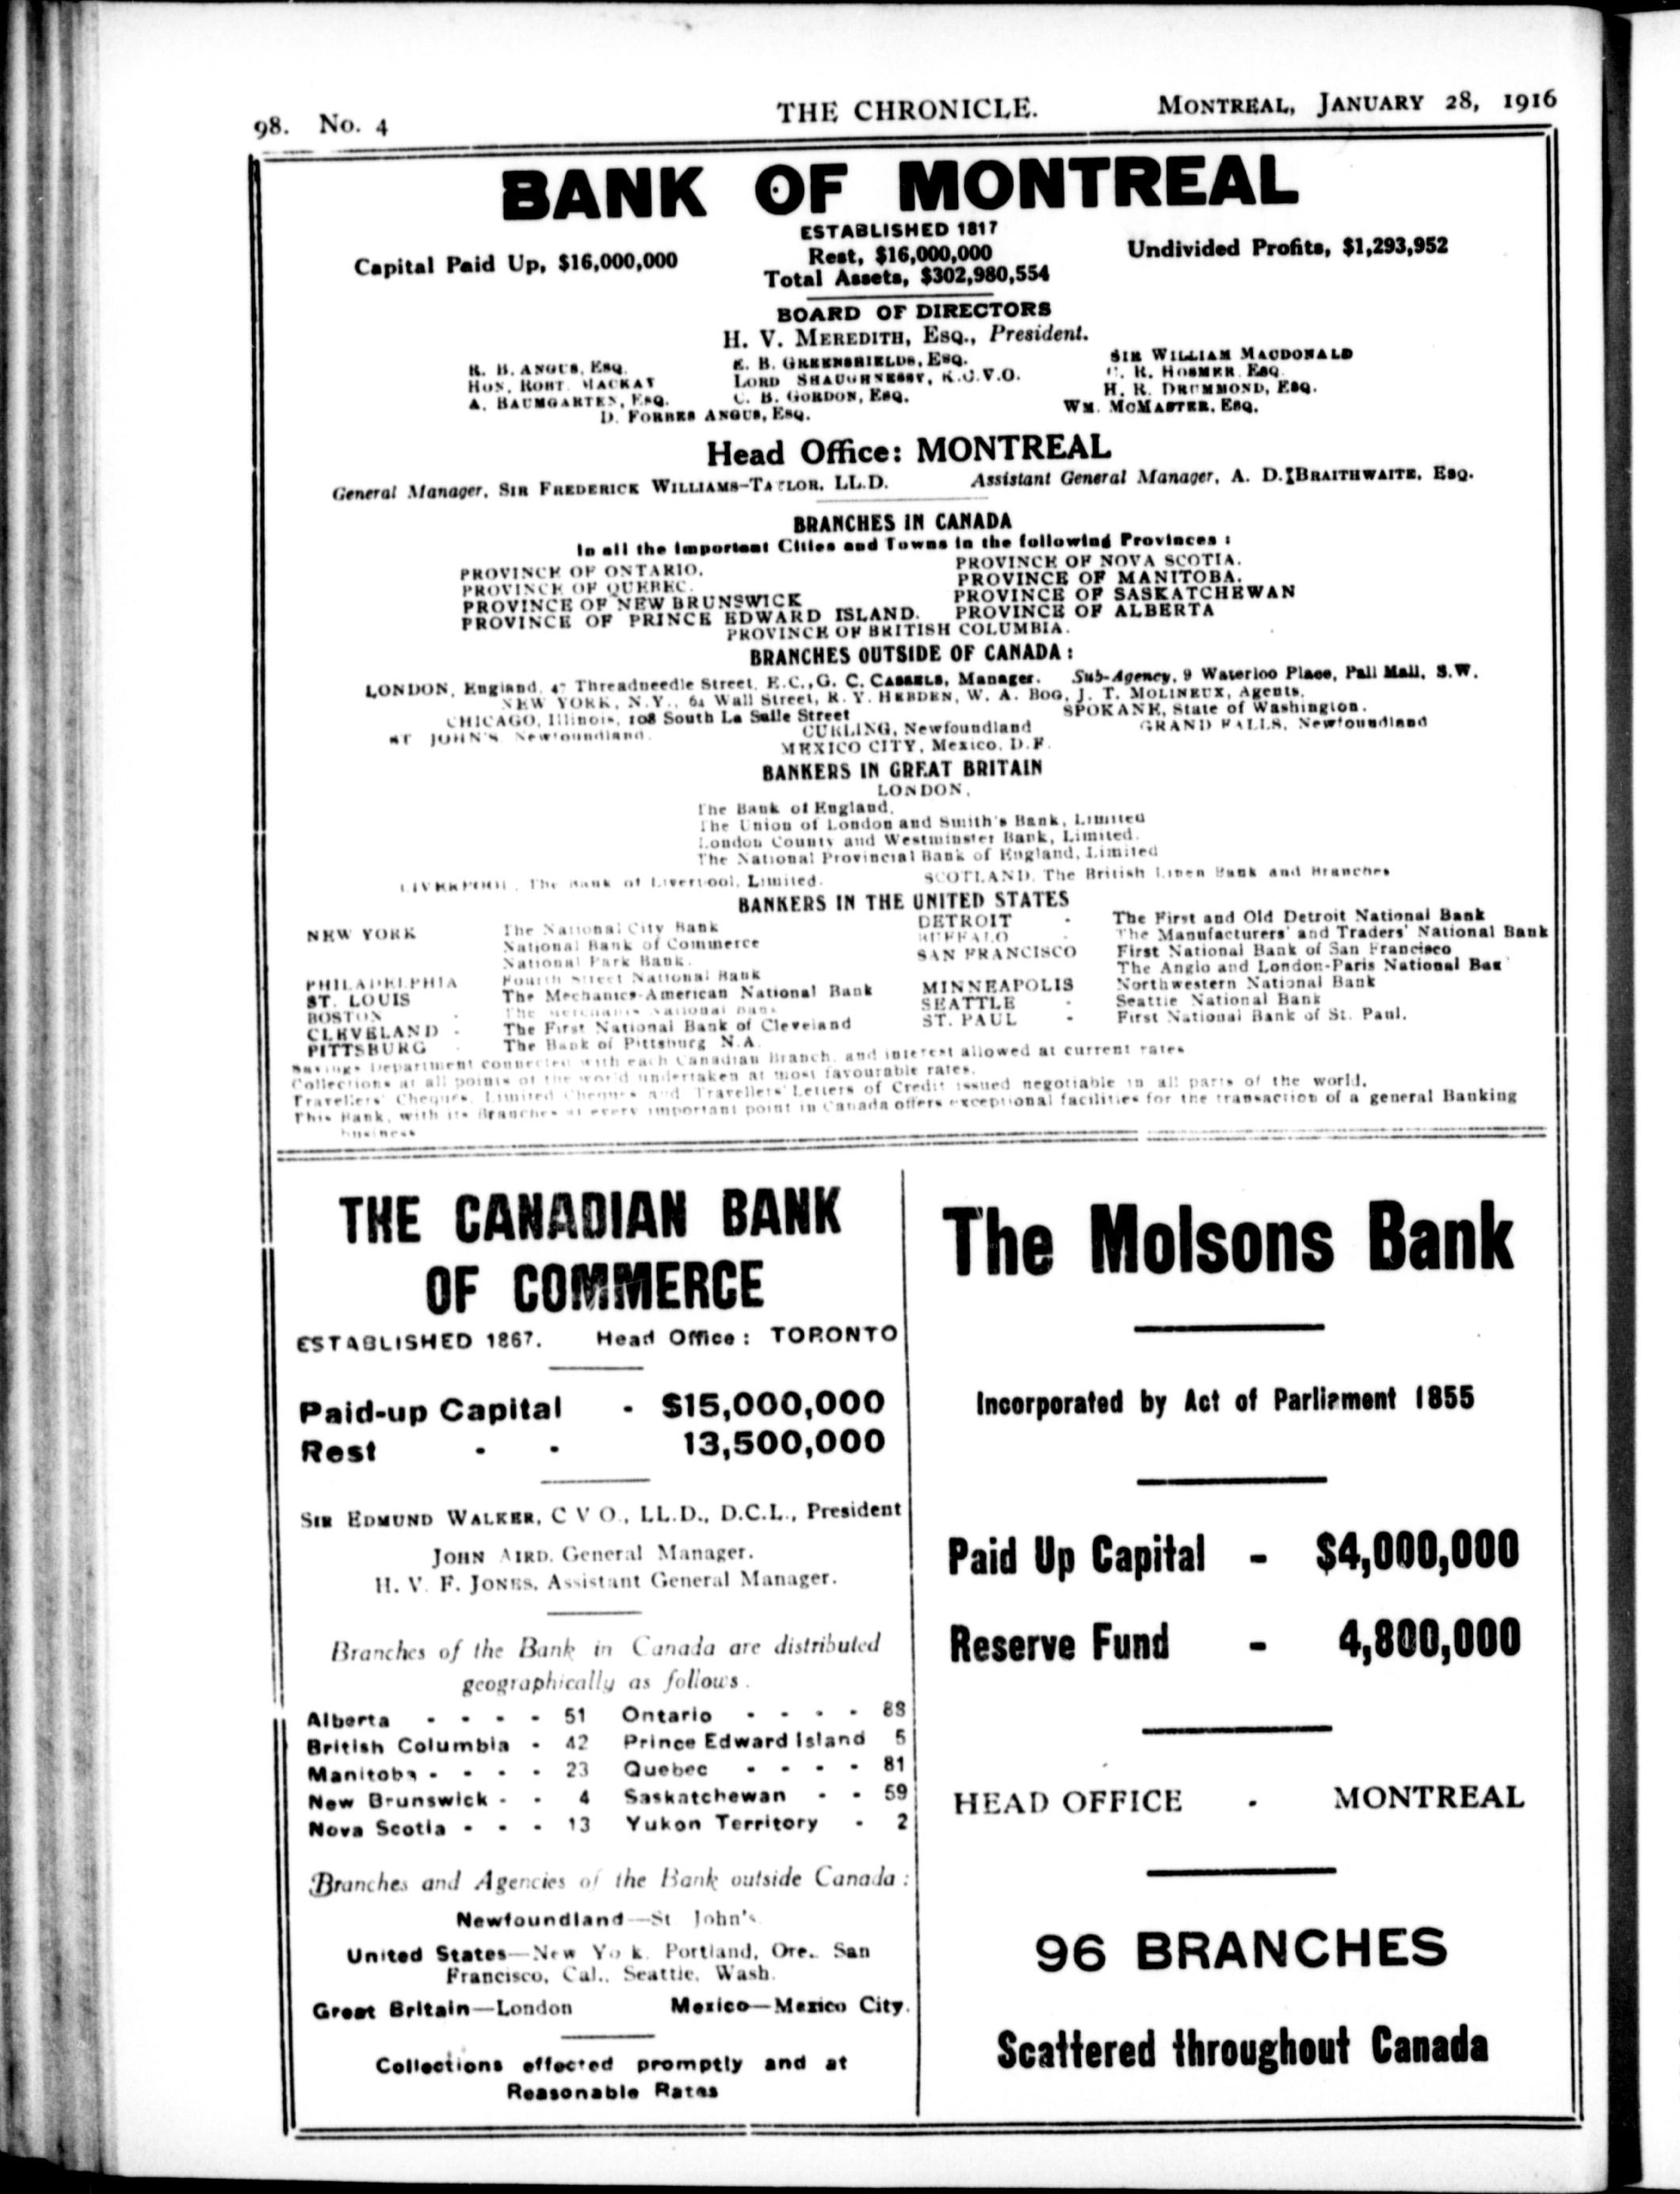 98. No. 4
THE CHRONICLE.
MONTREAL, JANUARY 28, 1916
BANK OF MONTREAL
ESTABLISHED 1817
Capital Paid Up, $16,000,000
Rest, $16,000,000
Undivided Profits, $1,293,952
Total Assets, $302,980,554
BOARD OF DIRECTORS
H. V. MEREDITH, ESQ., President.
R. B. ANGUS, ESQ.
E. B. GREENSHIELDS, ESQ.
SIR WILLIAM MACDONALD
HON. ROBT. MACKAY
LORD SHAUGHNESSY, K.C.V.O.
C. R. HOSMER, ESQ.
A. BAUMGARTEN, ESQ.
C. B. GORDON, ESQ.
H. R. DRUMMOND, ESQ.
D. FORBES ANGUS, ESQ.
WM. MCMASTER, ESQ.
Head Office: MONTREAL
General Manager, SIR FREDERICK WILLIAMS-TAYLOR, LL.D.
Assistant General Manager, A. D. BRAITHWAITE, ESQ.
BRANCHES IN CANADA
In all the important Cities and Towns in the following Provinces :
PROVINCE OF ONTARIO.
PROVINCE OF NOVA SCOTIA.
PROVINCE OF QUEBEC.
PROVINCE OF MANITOBA.
PROVINCE OF NEW BRUNSWICK
PROVINCE OF SASKATCHEWAN
PROVINCE OF PRINCE EDWARD ISLAND.
PROVINCE OF ALBERTA
PROVINCE OF BRITISH COLUMBIA.
BRANCHES OUTSIDE OF CANADA :
LONDON, England, 47 Threadneedle Street, E.C., G. C. CASSELS, Manager. Sub-Agency, 9 Waterloo Place, Pall Mall, S.W.
NEW YORK, N.Y., 64 Wall Street, R. Y. HEBDEN, W. A. BOG, J. T. MOLINEUX, Agents.
CHICAGO, Illinois, 108 South La Salle Street
SPOKANE, State of Washington.
ST. JOHN'S, Newfoundland.
CURLING, Newfoundland
GRAND FALLS, Newfoundland
MEXICO CITY, Mexico, D.F.
BANKERS IN GREAT BRITAIN
LONDON,
The Bank of England,
The Union of London and Smith's Bank, Limited
London County and Westminster Bank, Limited.
The National Provincial Bank of England, Limited
LIVERPOOL, The Bank of Liverpool, Limited.
SCOTLAND, The British Linen Bank and Branches
BANKERS IN THE UNITED STATES
NEW YORK
The National City Bank
National Bank of Commerce
National Park Bank.
PHILADELPHIA
Fourth Street National Bank
ST. LOUIS
The Mechanics-American National Bank
BOSTON -
The Merchants National Bank
CLEVELAND -
The First National Bank of Cleveland
PITTSBURG -
The Bank of Pittsburg N.A.
DETROIT -
The First and Old Detroit National Bank
BUFFALO -
The Manufacturers' and Traders' National Bank
SAN FRANCISCO
First National Bank of San Francisco
The Anglo and London-Paris National Ban
MINNEAPOLIS
Northwestern National Bank
SEATTLE -
Seattle National Bank
ST. PAUL -
First National Bank of St. Paul.
Savings Department connected with each Canadian Branch, and interest allowed at current rates
Collections at all points of the world undertaken at most favourable rates.
Travellers' Cheques, Limited Cheques and Travellers' Letters of Credit issued negotiable in all parts of the world.
This Bank, with its Branches at every important point in Canada offers exceptional facilities for the transaction of a general Banking
business
THE CANADIAN BANK
OF COMMERCE
ESTABLISHED 1867. Head Office : TORONTO
Paid-up Capital - $15,000,000
Rest - - 13,500,000
SIR EDMUND WALKER, C V O., LL.D., D.C.L., President
JOHN AIRD, General Manager.
H. V. F. JONES, Assistant General Manager.
Branches of the Bank in Canada are distributed
geographically as follows.
Alberta - - - - 51 Ontario - - - - 88
British Columbia - 42 Prince Edward Island 5
Manitoba - - - - 23 Quebec - - - - 81
New Brunswick - - 4 Saskatchewan - - 59
Nova Scotia - - - 13 Yukon Territory - 2
Branches and Agencies of the Bank outside Canada :
Newfoundland—St. John's.
United States—New York, Portland, Ore., San
Francisco, Cal., Seattle, Wash.
Great Britain—London Mexico—Mexico City.
Collections effected promptly and at
Reasonable Rates
The Molsons Bank
Incorporated by Act of Parliament 1855
Paid Up Capital - $4,000,000
Reserve Fund - 4,800,000
HEAD OFFICE - MONTREAL
96 BRANCHES
Scattered throughout Canada